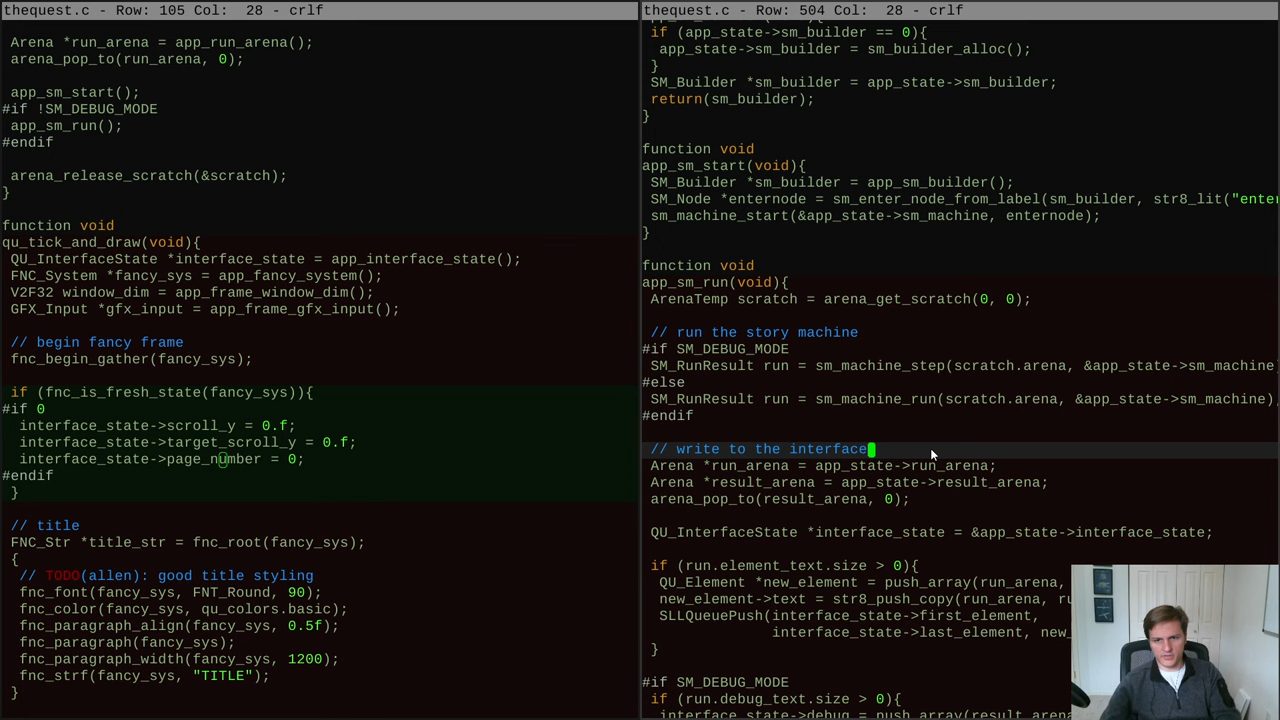 thequest.c - Row: 105 Col:  28 - crlf
Arena *run_arena = app_run_arena();
arena_pop_to(run_arena, 0);
app_sm_start();
#if !SM_DEBUG_MODE
app_sm_run();
#endif
arena_release_scratch(&scratch);
}
function void
qu_tick_and_draw(void){
QU_InterfaceState *interface_state = app_interface_state();
FNC_System *fancy_sys = app_fancy_system();
V2F32 window_dim = app_frame_window_dim();
GFX_Input *gfx_input = app_frame_gfx_input();
// begin fancy frame
fnc_begin_gather(fancy_sys);
if (fnc_is_fresh_state(fancy_sys)){
#if 0
interface_state->scroll_y = 0.f;
interface_state->target_scroll_y = 0.f;
interface_state->page_number = 0;
#endif
}
// title
FNC_Str *title_str = fnc_root(fancy_sys);
{
// TODO(allen): good title styling
fnc_font(fancy_sys, FNT_Round, 90);
fnc_color(fancy_sys, qu_colors.basic);
fnc_paragraph_align(fancy_sys, 0.5f);
fnc_paragraph(fancy_sys);
fnc_paragraph_width(fancy_sys, 1200);
fnc_strf(fancy_sys, "TITLE");
}
thequest.c - Row: 504 Col:  28 - crlf
if (app_state->sm_builder == 0){
app_state->sm_builder = sm_builder_alloc();
}
SM_Builder *sm_builder = app_state->sm_builder;
return(sm_builder);
}
function void
app_sm_start(void){
SM_Builder *sm_builder = app_sm_builder();
SM_Node *enternode = sm_enter_node_from_label(sm_builder, str8_lit("ente
sm_machine_start(&app_state->sm_machine, enternode);
}
function void
app_sm_run(void){
ArenaTemp scratch = arena_get_scratch(0, 0);
// run the story machine
#if SM_DEBUG_MODE
SM_RunResult run = sm_machine_step(scratch.arena, &app_state->sm_machine
#else
SM_RunResult run = sm_machine_run(scratch.arena, &app_state->sm_machine)
#endif
// write to the interface
Arena *run_arena = app_state->run_arena;
Arena *result_arena = app_state->result_arena;
arena_pop_to(result_arena, 0);
QU_InterfaceState *interface_state = &app_state->interface_state;
if (run.element_text.size > 0){
QU_Element *new_element = push_array(run_arena,
new_element->text = str8_push_copy(run_arena, ru
SLLQueuePush(interface_state->first_element,
interface_state->last_element, new_
}
#if SM_DEBUG_MODE
if (run.debug_text.size > 0){
interface_state->debug = push_array(result_aren